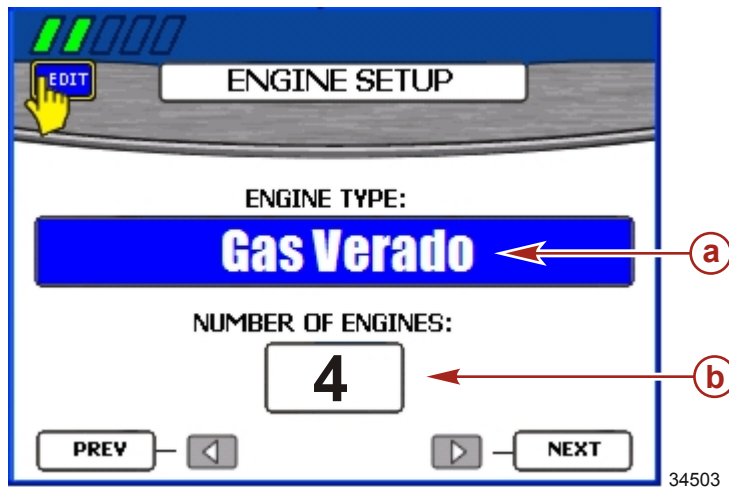 EDIT
ENGINE SETUP
ENGINE TYPE:
Gas Verado
a
NUMBER OF ENGINES:
4
b
PREV
NEXT
34503